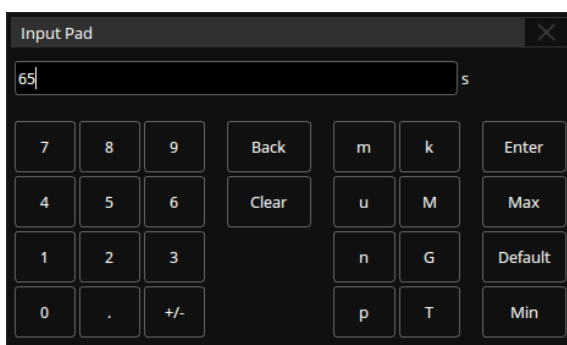 Input Pad
65 s
7 8 9 Back m k Enter
4 5 6 Clear u M Max
1 2 3 n G Default
0 . +/- p T Min